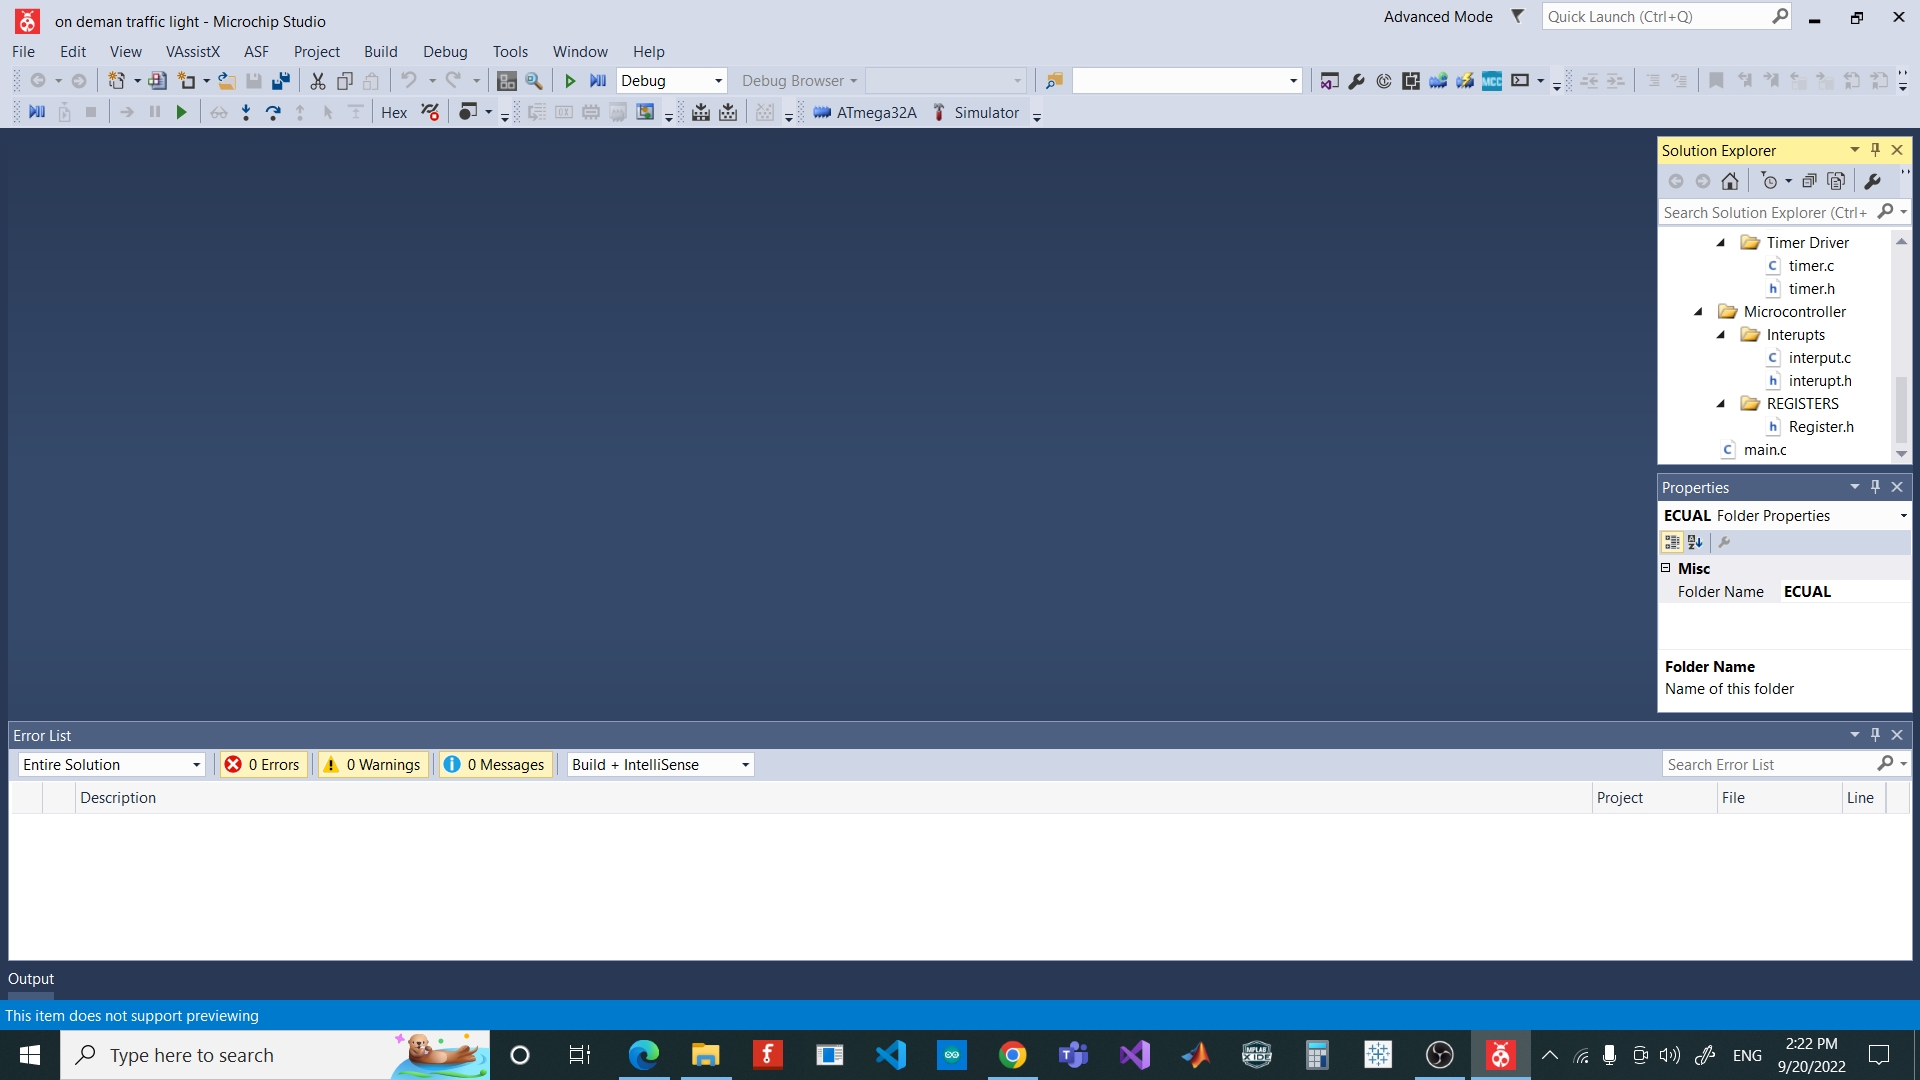 on deman traffic light - Microchip Studio
Advanced Mode
Quick Launch (Ctrl+Q)
File Edit View VAssistX ASF Project Build Debug Tools Window Help
Debug
Debug Browser
MCC
Hex
ATmega32A
Simulator
Solution Explorer
Search Solution Explorer (Ctrl+
Timer Driver
timer.c
timer.h
Microcontroller
Interupts
interput.c
interupt.h
REGISTERS
Register.h
main.c
Properties
ECUAL Folder Properties
Misc
Folder Name ECUAL
Folder Name
Name of this folder
Error List
Entire Solution
0 Errors
0 Warnings
0 Messages
Build + IntelliSense
Search Error List
Description Project File Line
Output
This item does not support previewing
Type here to search
ENG
2:22 PM
9/20/2022